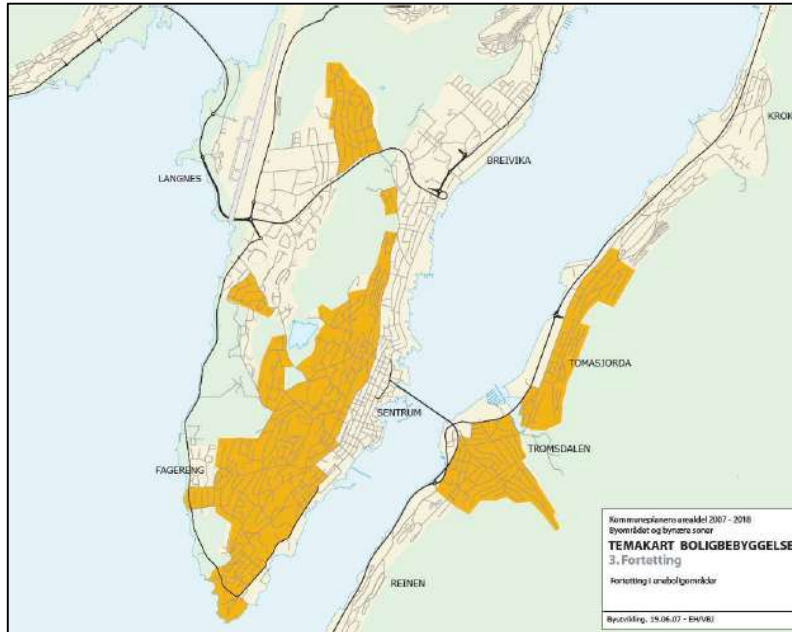 KROK
BREIVIKA
LANGNES
TOMASJORDA
SENTRUM
TROMSDALEN
FAGERENG
REINEN
Kommuneplanens arealdel 2007 - 2018
Byområdet og bynære soner
TEMAKART BOLIGBEBYGGELSE
3. Fortetting
Fortetting i eneboligområder
Byutvikling, 19.06.07 - EH/VBJ